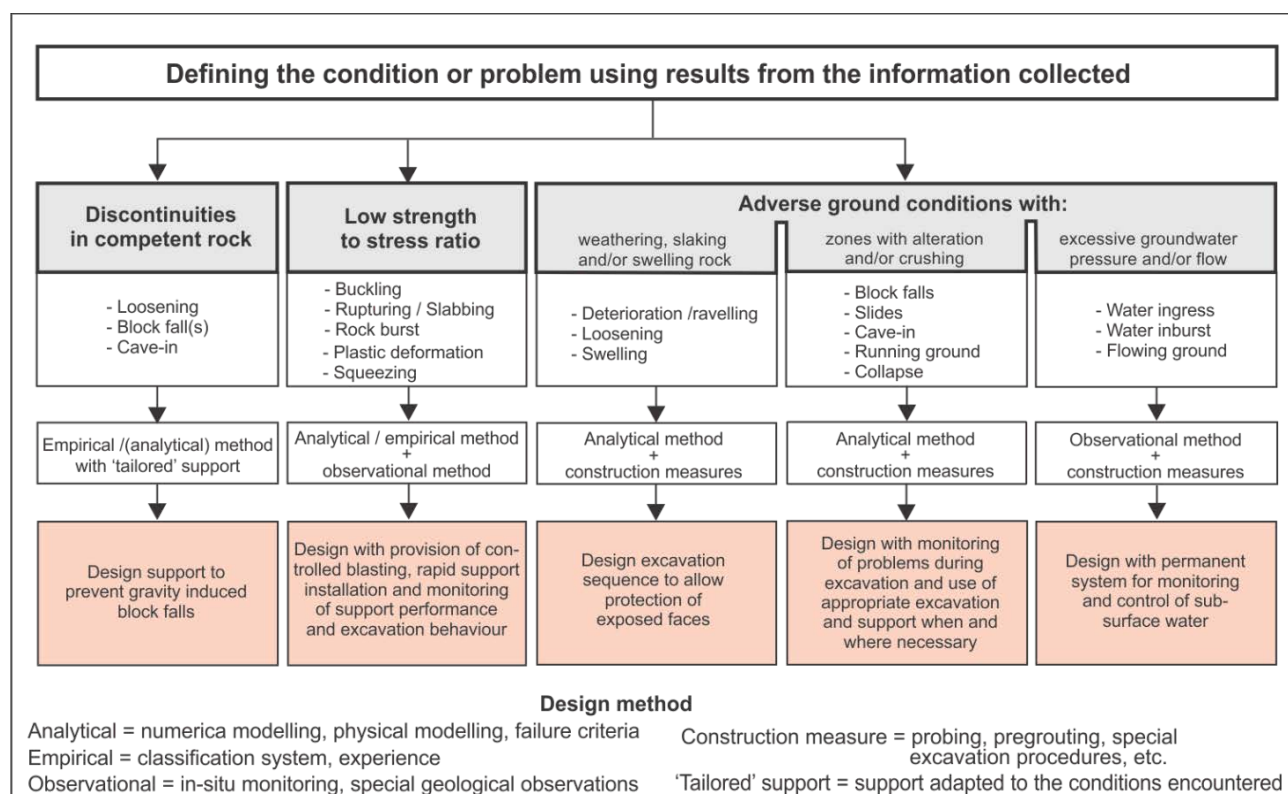 Defining the condition or problem using results from the information collected
Discontinuities
in competent rock
Low strength
to stress ratio
Adverse ground conditions with:
weathering, slaking
and/or swelling rock
zones with alteration
and/or crushing
excessive groundwater
pressure and/or flow
- Loosening
- Block fall(s)
- Cave-in
- Buckling
- Rupturing / Slabbing
- Rock burst
- Plastic deformation
- Squeezing
- Deterioration /ravelling
- Loosening
- Swelling
- Block falls
- Slides
- Cave-in
- Running ground
- Collapse
- Water ingress
- Water inburst
- Flowing ground
Empirical /(analytical) method
with ‘tailored’ support
Analytical / empirical method
+
observational method
Analytical method
+
construction measures
Analytical method
+
construction measures
Observational method
+
construction measures
Design support to
prevent gravity induced
block falls
Design with provision of con-
trolled blasting, rapid support
installation and monitoring
of support performance
and excavation behaviour
Design excavation
sequence to allow
protection of
exposed faces
Design with monitoring
of problems during
excavation and use of
appropriate excavation
and support when and
where necessary
Design with permanent
system for monitoring
and control of sub-
surface water
Design method
Analytical = numerica modelling, physical modelling, failure criteria
Empirical = classification system, experience
Observational = in-situ monitoring, special geological observations
Construction measure = probing, pregrouting, special
excavation procedures, etc.
‘Tailored’ support = support adapted to the conditions encountered